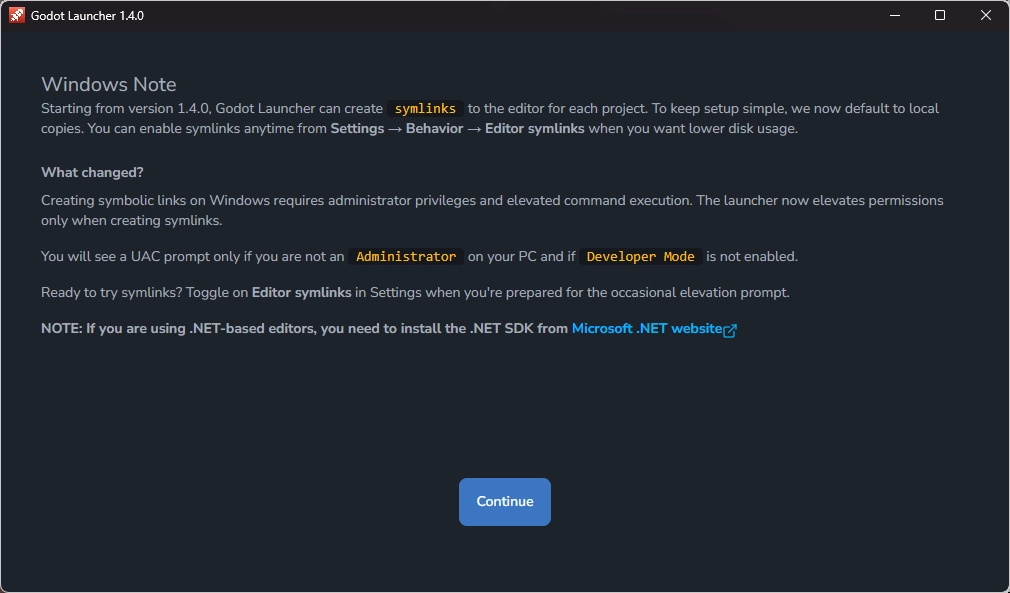 Godot Launcher 1.4.0
Windows Note
Starting from version 1.4.0, Godot Launcher can create symlinks to the editor for each project. To keep setup simple, we now default to local
copies. You can enable symlinks anytime from Settings → Behavior → Editor symlinks when you want lower disk usage.
What changed?
Creating symbolic links on Windows requires administrator privileges and elevated command execution. The launcher now elevates permissions
only when creating symlinks.
You will see a UAC prompt only if you are not an Administrator on your PC and if Developer Mode is not enabled.
Ready to try symlinks? Toggle on Editor symlinks in Settings when you're prepared for the occasional elevation prompt.
NOTE: If you are using .NET-based editors, you need to install the .NET SDK from Microsoft .NET website
Continue